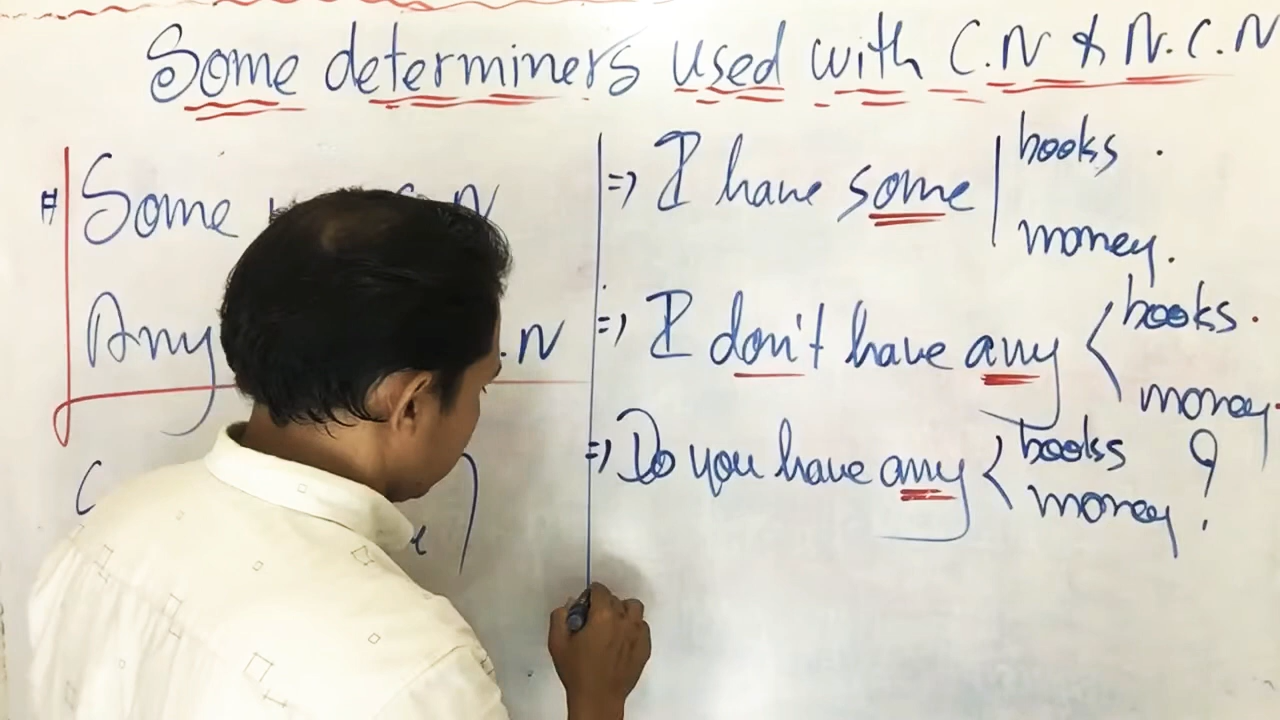 Some determiners used with C.N & N.C.N
# Some N
Any .N
(
)
=> I have some books.
money.
=> I don't have any books.
money.
=> Do you have any books
money?